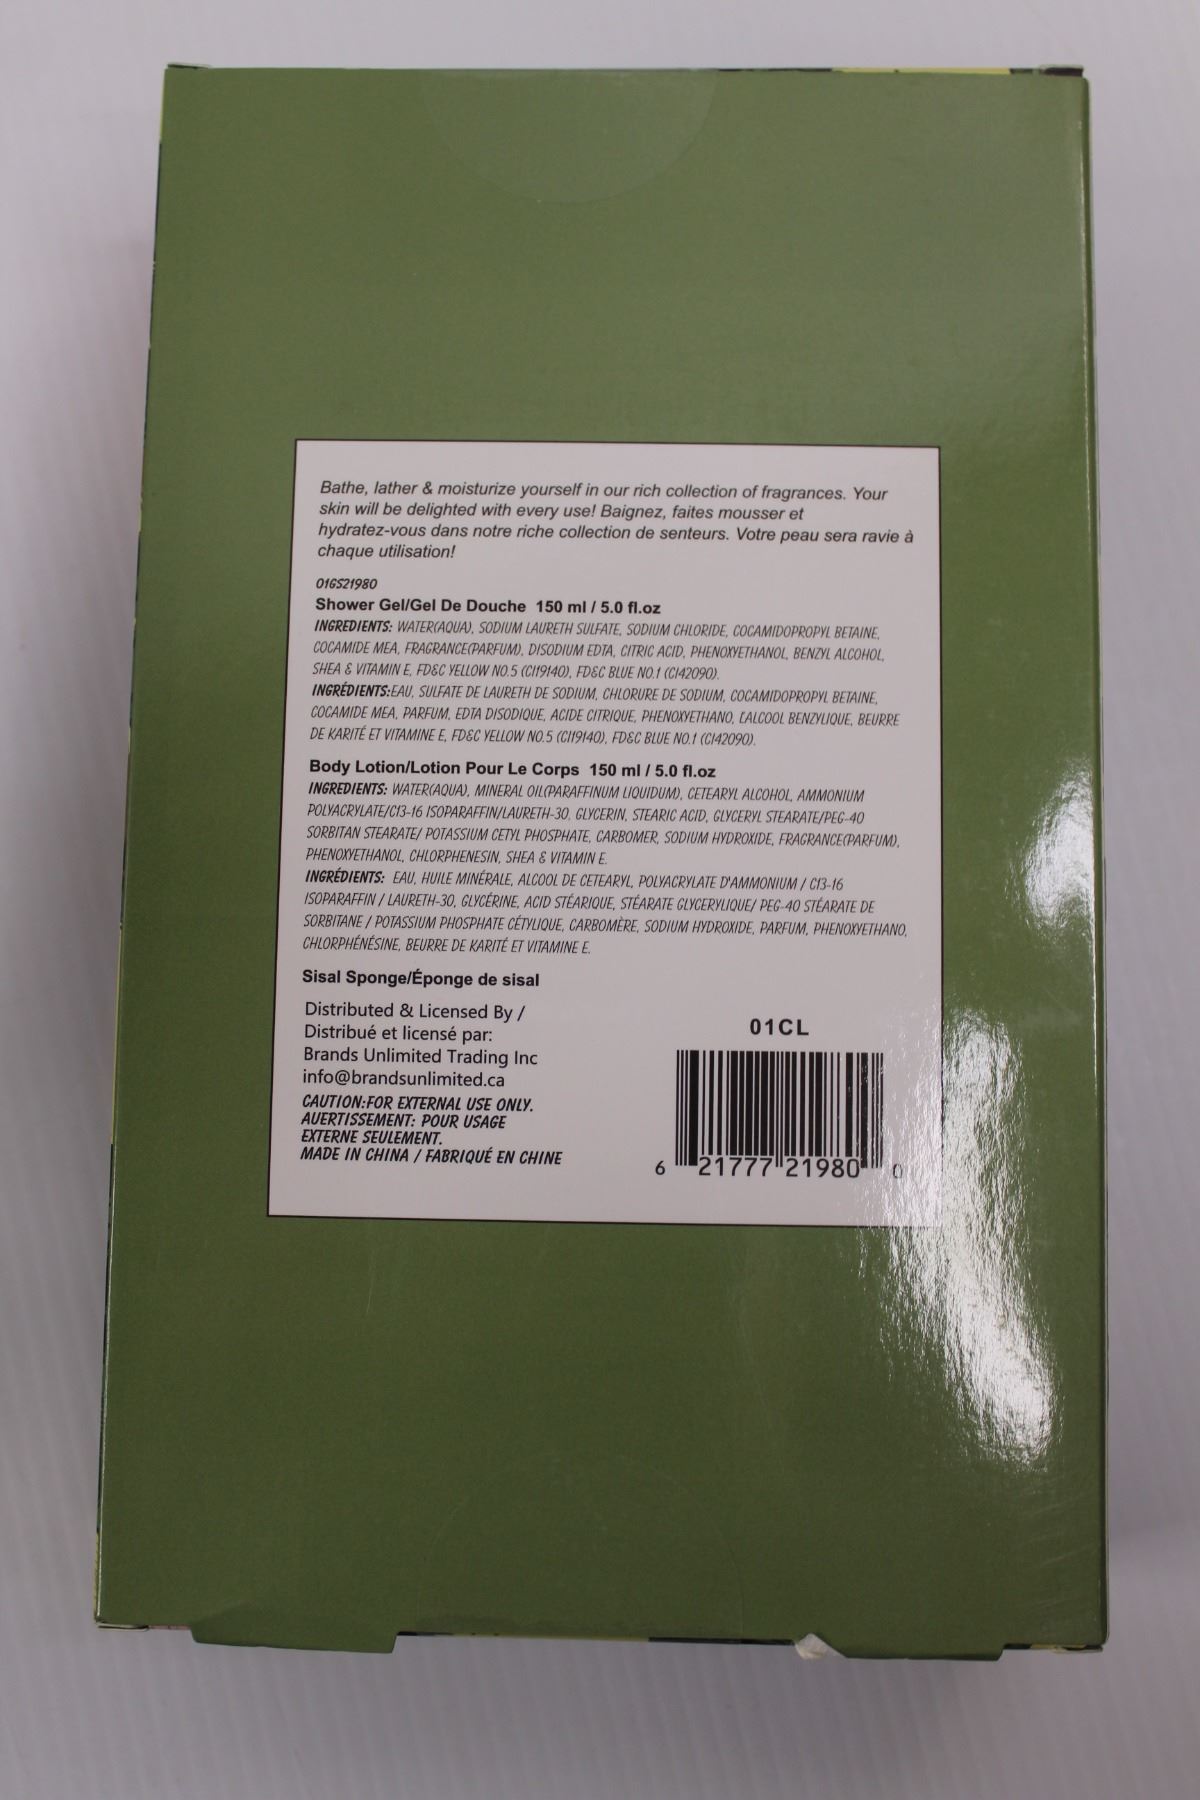 Bathe, lather & moisturize yourself in our rich collection of fragrances. Your
skin will be delighted with every use! Baignez, faites mousser et
hydratez-vous dans notre riche collection de senteurs. Votre peau sera ravie à
chaque utilisation!
01GS21980
Shower Gel/Gel De Douche 150 ml / 5.0 fl.oz
INGREDIENTS: WATER(AQUA), SODIUM LAURETH SULFATE, SODIUM CHLORIDE, COCAMIDOPROPYL BETAINE,
COCAMIDE MEA, FRAGRANCE(PARFUM), DISODIUM EDTA, CITRIC ACID, PHENOXYETHANOL, BENZYL ALCOHOL,
SHEA & VITAMIN E, FD&C YELLOW NO.5 (CI19140), FD&C BLUE NO.1 (CI42090).
INGRÉDIENTS:EAU, SULFATE DE LAURETH DE SODIUM, CHLORURE DE SODIUM, COCAMIDOPROPYL BETAINE,
COCAMIDE MEA, PARFUM, EDTA DISODIQUE, ACIDE CITRIQUE, PHENOXYETHANO, L'ALCOOL BENZYLIQUE, BEURRE
DE KARITÉ ET VITAMINE E, FD&C YELLOW NO.5 (CI19140), FD&C BLUE NO.1 (CI42090).
Body Lotion/Lotion Pour Le Corps 150 ml / 5.0 fl.oz
INGREDIENTS: WATER(AQUA), MINERAL OIL(PARAFFINUM LIQUIDUM), CETEARYL ALCOHOL, AMMONIUM
POLYACRYLATE/C13-16 ISOPARAFFIN/LAURETH-30, GLYCERIN, STEARIC ACID, GLYCERYL STEARATE/PEG-40
SORBITAN STEARATE/ POTASSIUM CETYL PHOSPHATE, CARBOMER, SODIUM HYDROXIDE, FRAGRANCE(PARFUM),
PHENOXYETHANOL, CHLORPHENESIN, SHEA & VITAMIN E.
INGRÉDIENTS: EAU, HUILE MINÉRALE, ALCOOL DE CETEARYL, POLYACRYLATE D'AMMONIUM / C13-16
ISOPARAFFIN / LAURETH-30, GLYCÉRINE, ACID STÉARIQUE, STÉARATE GLYCERYLIQUE/ PEG-40 STÉARATE DE
SORBITANE / POTASSIUM PHOSPHATE CÉTYLIQUE, CARBOMÈRE, SODIUM HYDROXIDE, PARFUM, PHENOXYETHANO,
CHLORPHÉNÉSINE, BEURRE DE KARITÉ ET VITAMINE E.
Sisal Sponge/Éponge de sisal
Distributed & Licensed By /
Distribué et licensé par:
Brands Unlimited Trading Inc
info@brandsunlimited.ca
CAUTION:FOR EXTERNAL USE ONLY.
AUERTISSEMENT: POUR USAGE
EXTERNE SEULEMENT.
MADE IN CHINA / FABRIQUÉ EN CHINE
01CL
6 21777 21980 0